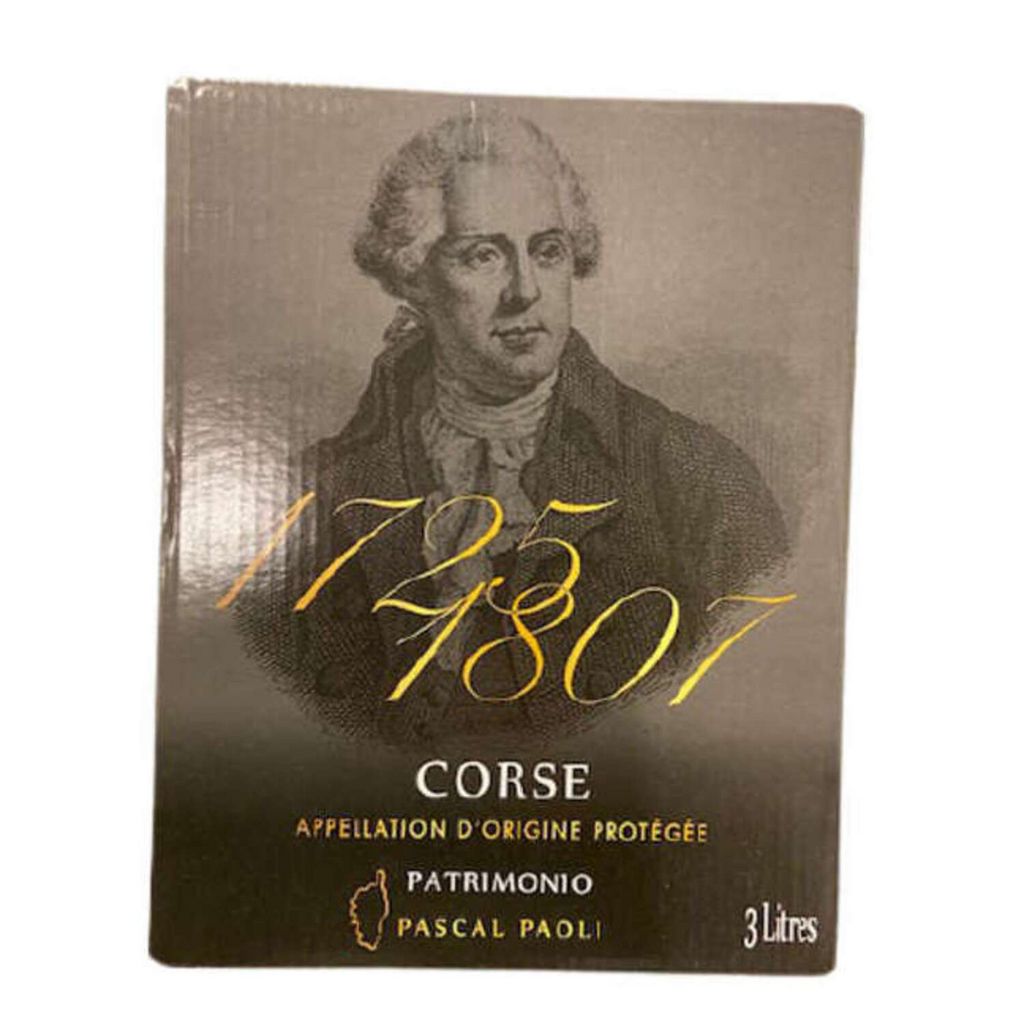 1725
1807
CORSE
APPELLATION D'ORIGINE PROTÉGÉE
PATRIMONIO
PASCAL PAOLI
3 Litres